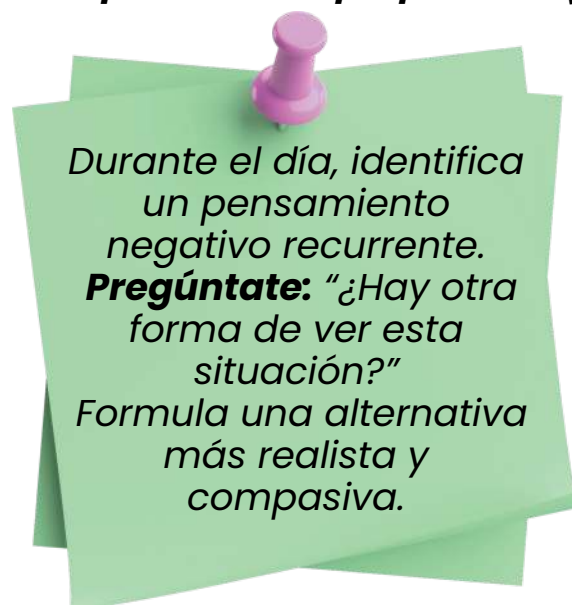 Durante el día, identifica
un pensamiento
negativo recurrente.
Pregúntate: “¿Hay otra
forma de ver esta
situación?”
Formula una alternativa
más realista y
compasiva.